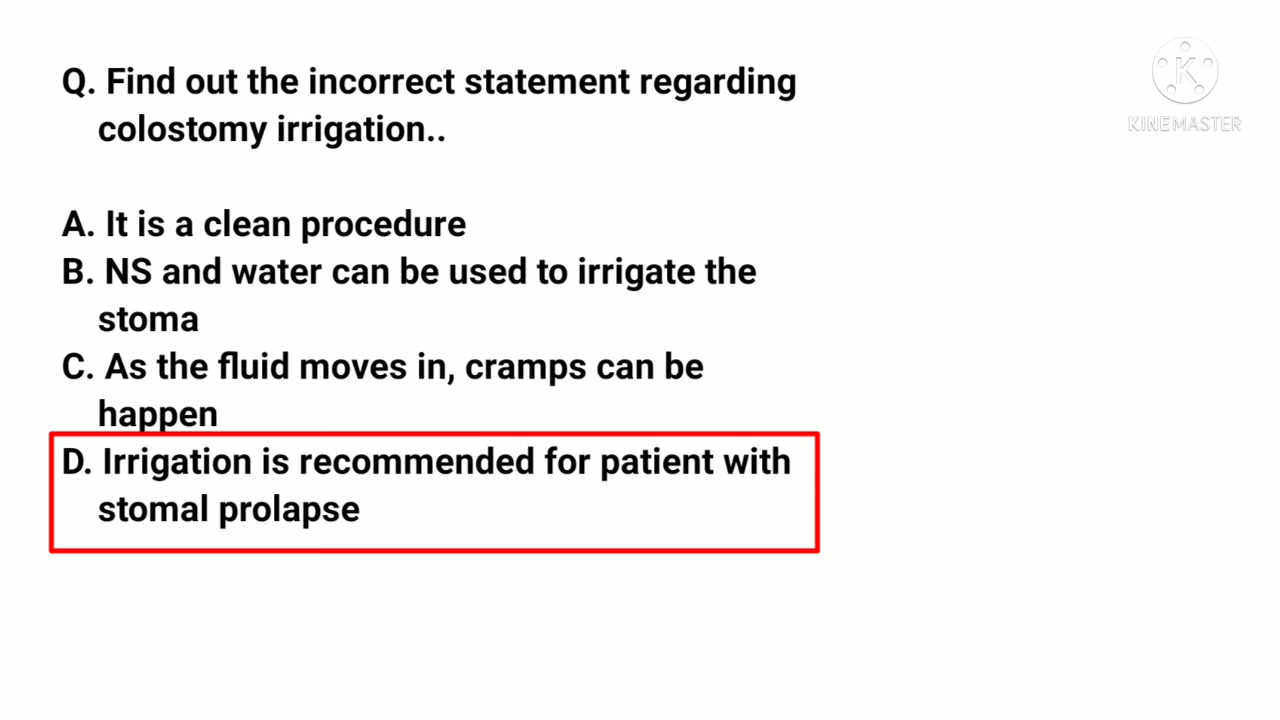 Q. Find out the incorrect statement regarding
colostomy irrigation..
A. It is a clean procedure
B. NS and water can be used to irrigate the
stoma
C. As the fluid moves in, cramps can be
happen
D. Irrigation is recommended for patient with
stomal prolapse
K
KINEMASTER